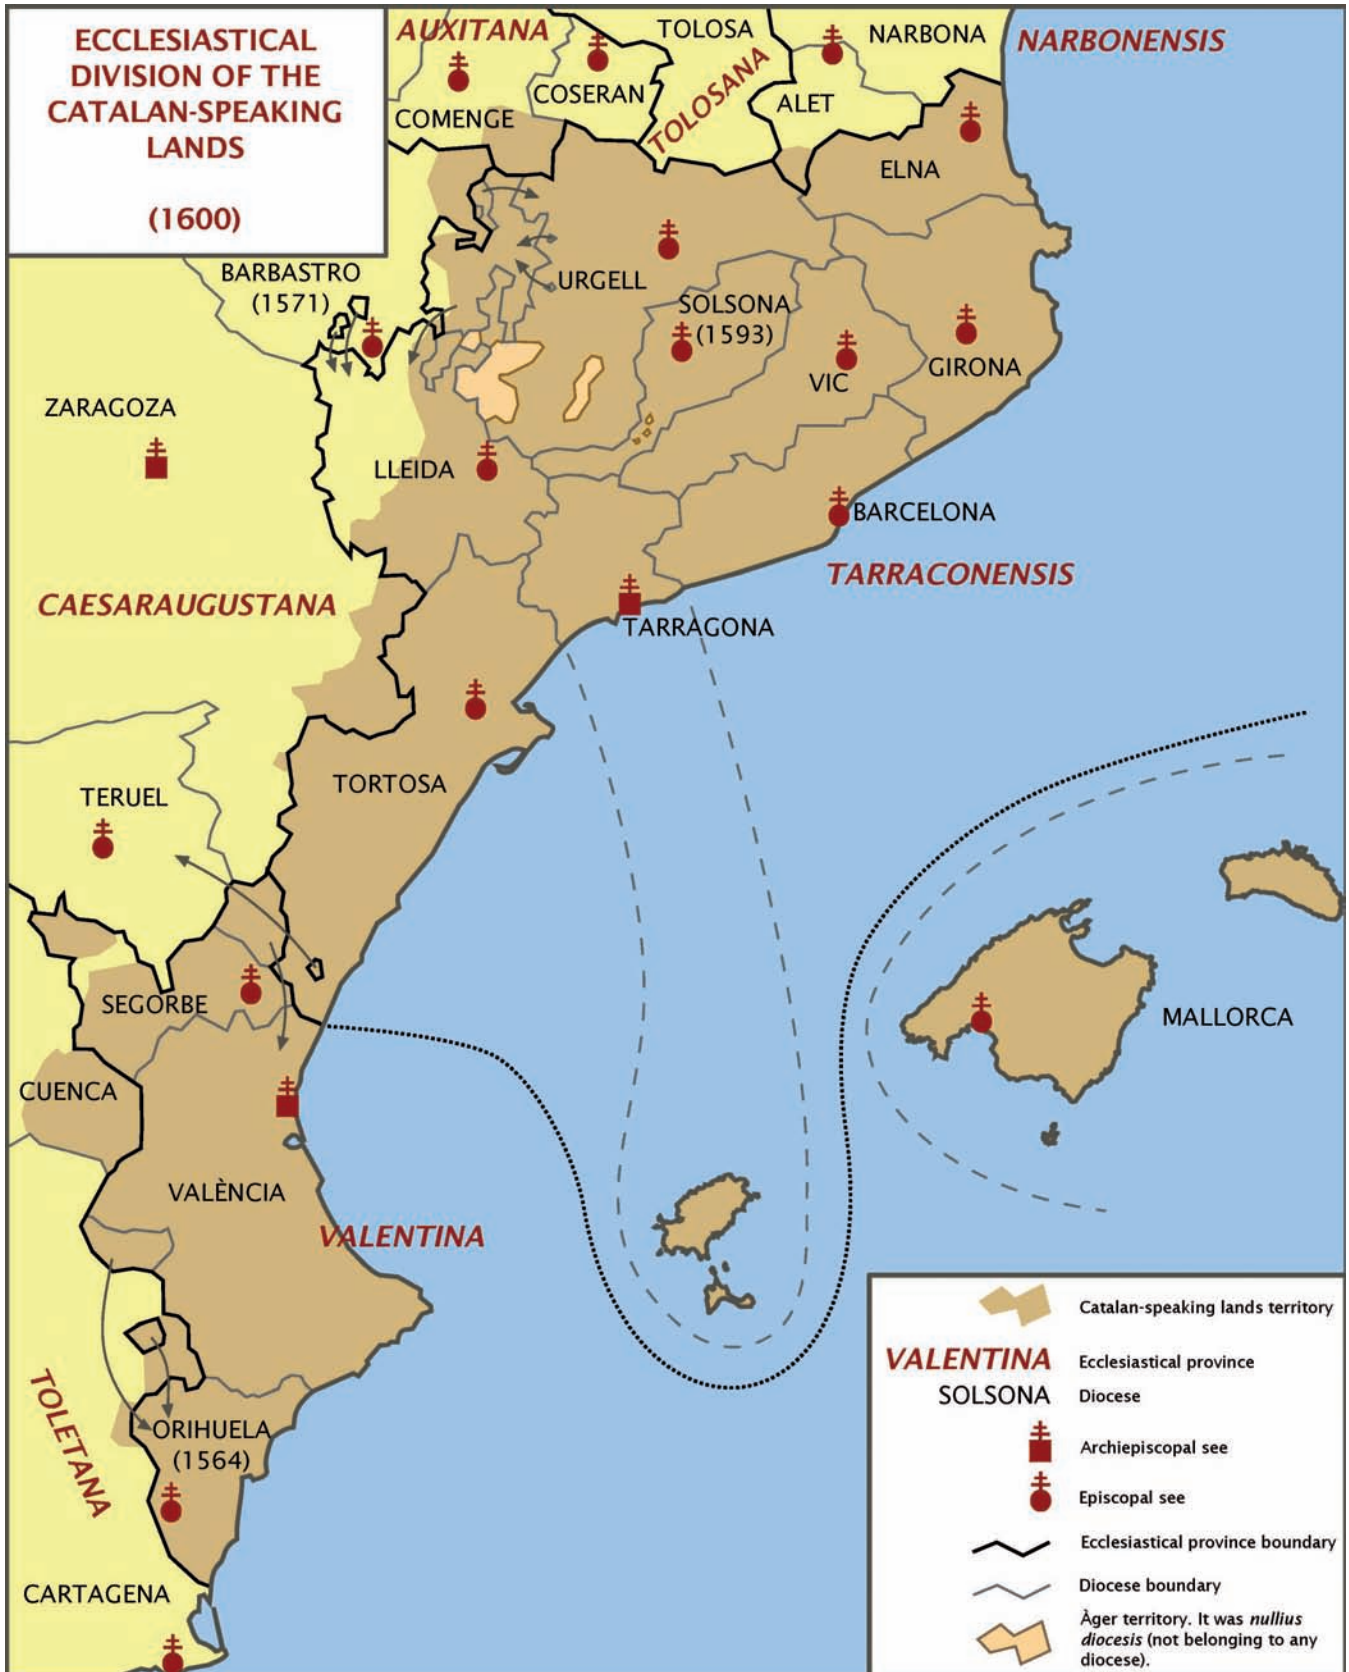 ECCLESIASTICAL
DIVISION OF THE
CATALAN-SPEAKING
LANDS
(1600)
AUXITANA
TOLOSA
NARBONA
NARBONENSIS
COMENGE
COSERAN
TOLOSANA
ALET
ELNA
BARBASTRO
(1571)
URGELL
SOLSONA
(1593)
VIC
GIRONA
ZARAGOZA
LLEIDA
BARCELONA
TARRACONENSIS
CAESARAUGUSTANA
TARRAGONA
TORTOSA
TERUEL
SEGORBE
MALLORCA
CUENCA
VALÈNCIA
VALENTINA
TOLETANA
ORIHUELA
(1564)
CARTAGENA
Catalan-speaking lands territory
VALENTINA Ecclesiastical province
SOLSONA Diocese
Archiepiscopal see
Episcopal see
Ecclesiastical province boundary
Diocese boundary
Àger territory. It was nullius
diocesis (not belonging to any
diocese).